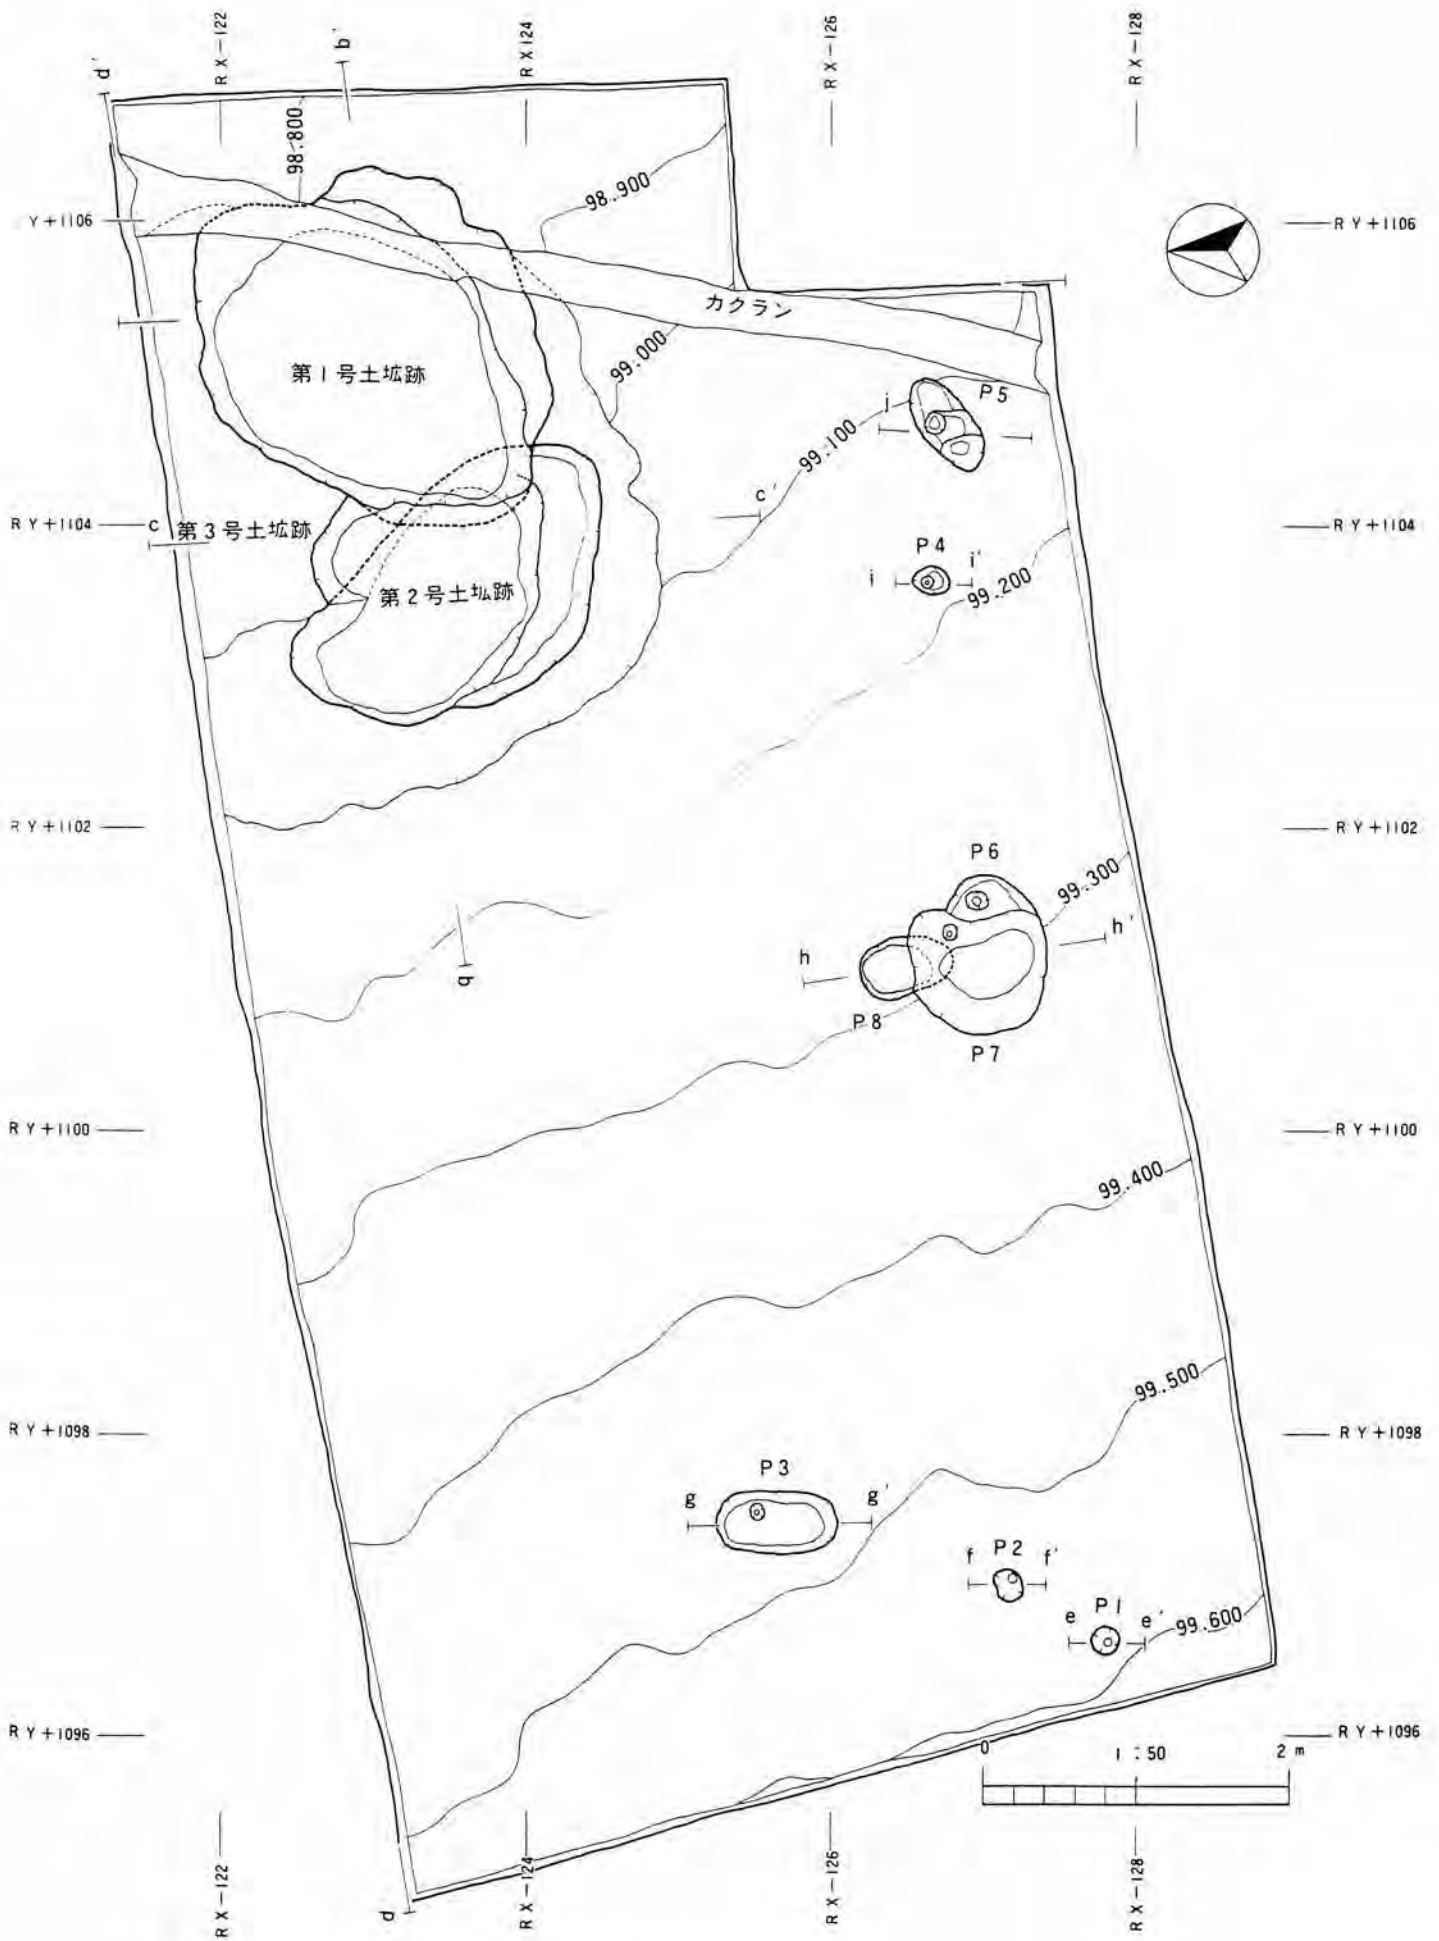 RX-122
b'
RX124
RX-126
RX-128
d'
98.800
98.900
Y+1106
RY+1106
カクラン
99.000
第1号土坑跡
j
P5
99.100
c'
RY+1104
c
第3号土坑跡
RY+1104
P4
i
i'
99.200
第2号土坑跡
RY+1102
RY+1102
P6
99.300
h
h'
b
P8
P7
RY+1100
RY+1100
99.400
99.500
RY+1098
RY+1098
P3
g
g'
f
P2
f'
e
P1
e'
99.600
RY+1096
RY+1096
0
1:50
2 m
d
RX-122
RX-124
RX-126
RX-128